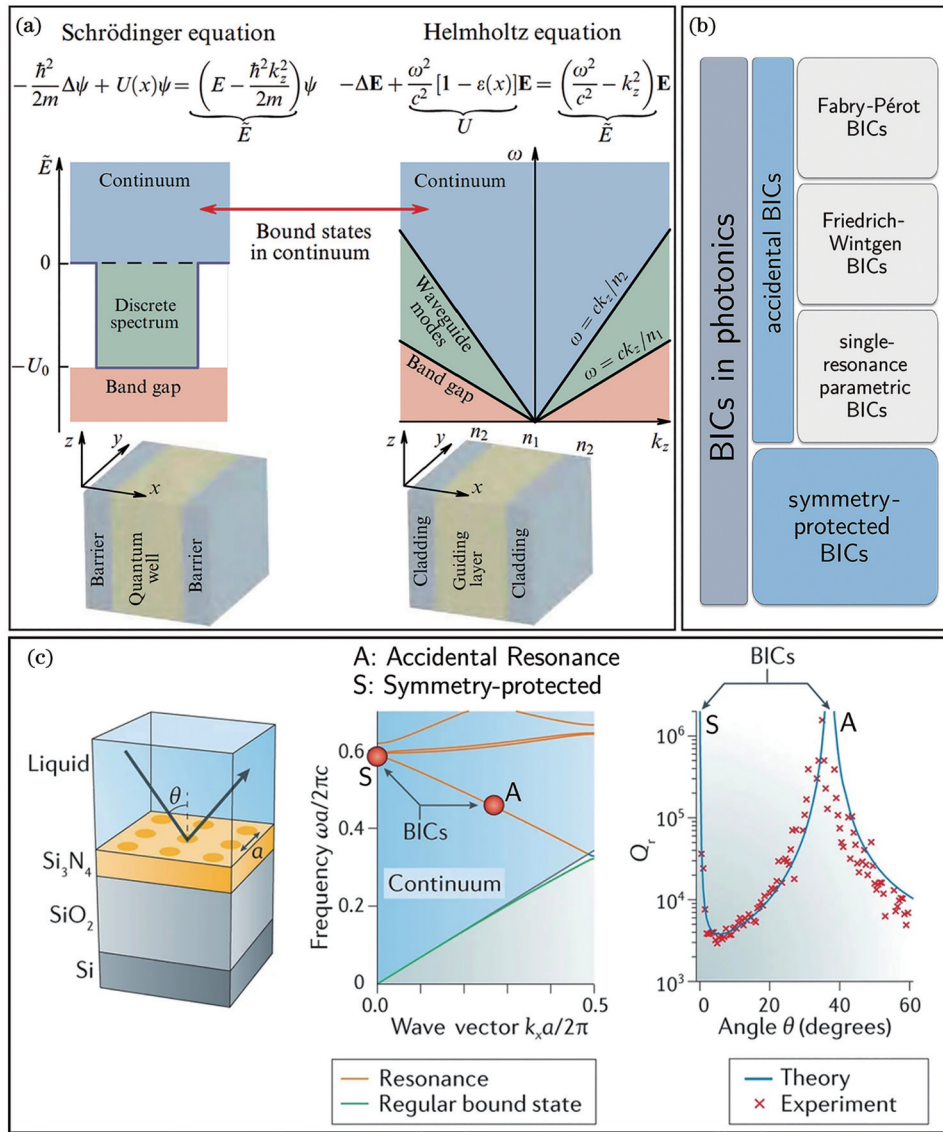 (a)
Schrödinger equation
−ħ²/2m Δψ + U(x)ψ = (E − ħ²k_z²/2m)ψ
Ẽ
Helmholtz equation
−ΔE + ω²/c² [1 − ε(x)]E = (ω²/c² − k_z²)E
U
Ẽ
Ẽ
Continuum
0
Discrete
spectrum
−U₀
Band gap
Bound states
in continuum
ω
Continuum
Waveguide
modes
Band gap
ω = ck_z/n₂
ω = ck_z/n₁
k_z
z
y
x
Barrier
Quantum
well
Barrier
z
y
x
n₂
n₁
n₂
Cladding
Guiding
layer
Cladding
(b)
BICs in photonics
accidental BICs
Fabry-Pérot
BICs
Friedrich-
Wintgen
BICs
single-
resonance
parametric
BICs
symmetry-
protected
BICs
(c)
Liquid
θ
a
Si₃N₄
SiO₂
Si
A: Accidental Resonance
S: Symmetry-protected
Frequency ωa/2πc
0.6
0.4
0.2
0
S
A
BICs
Continuum
0.0
0.5
Wave vector kₓa/2π
Resonance
Regular bound state
BICs
S
A
Q_r
10⁶
10⁵
10⁴
10³
0
20
40
60
Angle θ (degrees)
Theory
Experiment